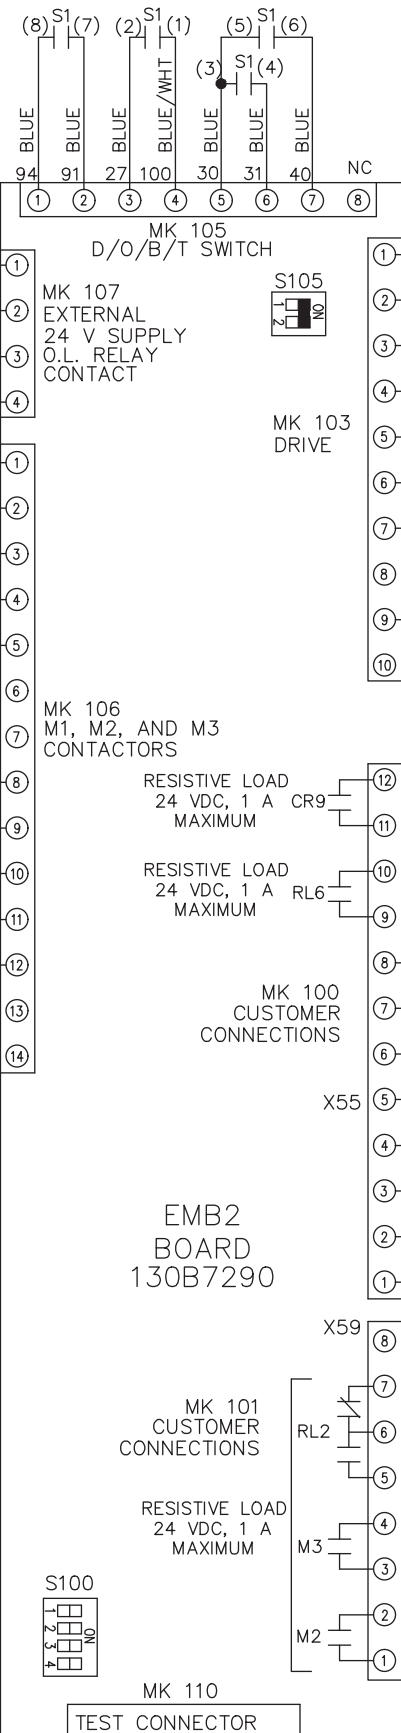 (8) S1 (7) (2) S1 (1) (5) S1 (6)
(3) S1 (4)
BLUE BLUE BLUE BLUE/WHT BLUE BLUE BLUE
94 91 27 100 30 31 40 NC
1 2 3 4 5 6 7 8
MK 105
D/O/B/T SWITCH
1
2
3
4
MK 107
EXTERNAL
24 V SUPPLY
O.L. RELAY
CONTACT
S105
1
2
ON
1
2
3
4
5
6
7
8
9
10
MK 103
DRIVE
1
2
3
4
5
6
7
8
9
10
11
12
13
14
MK 106
M1, M2, AND M3
CONTACTORS
RESISTIVE LOAD
24 VDC, 1 A
MAXIMUM
CR9
12
11
RESISTIVE LOAD
24 VDC, 1 A
MAXIMUM
RL6
10
9
8
7
6
5
4
3
2
1
MK 100
CUSTOMER
CONNECTIONS
X55
EMB2
BOARD
130B7290
X59
8
7
6
5
4
3
2
1
MK 101
CUSTOMER
CONNECTIONS
RL2
RESISTIVE LOAD
24 VDC, 1 A
MAXIMUM
M3
M2
S100
1
2
3
4
ON
MK 110
TEST CONNECTOR